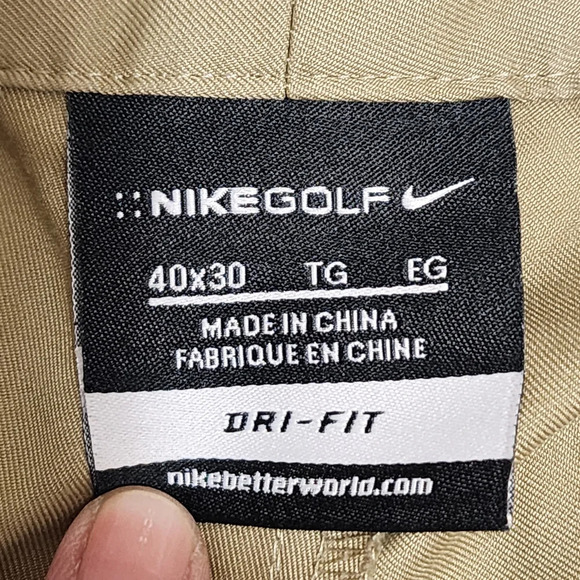 NIKEGOLF
40x30 TG EG
MADE IN CHINA
FABRIQUE EN CHINE
DRI-FIT
nikebetterworld.com